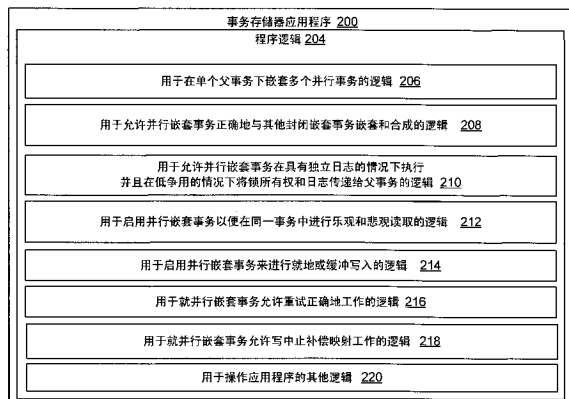 事务存储器应用程序 200
程序逻辑 204
用于在单个父事务下嵌套多个并行事务的逻辑 206
用于允许并行嵌套事务正确地与其他封闭嵌套事务嵌套和合成的逻辑 208
用于允许并行嵌套事务在具有独立日志的情况下执行
并且在低争用的情况下将锁所有权和日志传递给父事务的逻辑 210
用于启用并行嵌套事务以便在同一事务中进行乐观和悲观读取的逻辑 212
用于启用并行嵌套事务来进行就地或缓冲写入的逻辑 214
用于就并行嵌套事务允许重试正确地工作的逻辑 216
用于就并行嵌套事务允许写中止补偿映射工作的逻辑 218
用于操作应用程序的其他逻辑 220